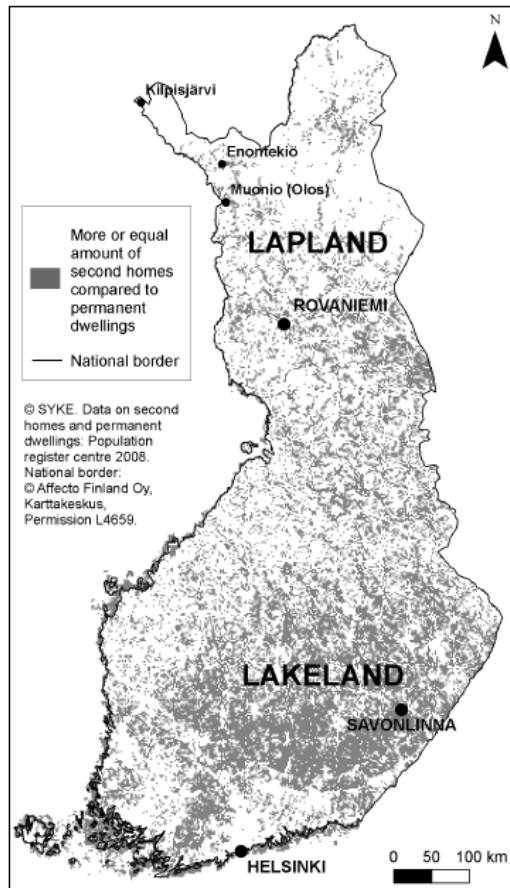 N
Kilpisjärvi
Enontekiö
Muonio (Olos)
LAPLAND
More or equal
amount of
second homes
compared to
permanent
dwellings
National border
ROVANIEMI
© SYKE. Data on second
homes and permanent
dwellings: Population
register centre 2008.
National border:
© Affecto Finland Oy,
Karttakeskus,
Permission L4659.
LAKELAND
SAVONLINNA
HELSINKI
0 50 100 km